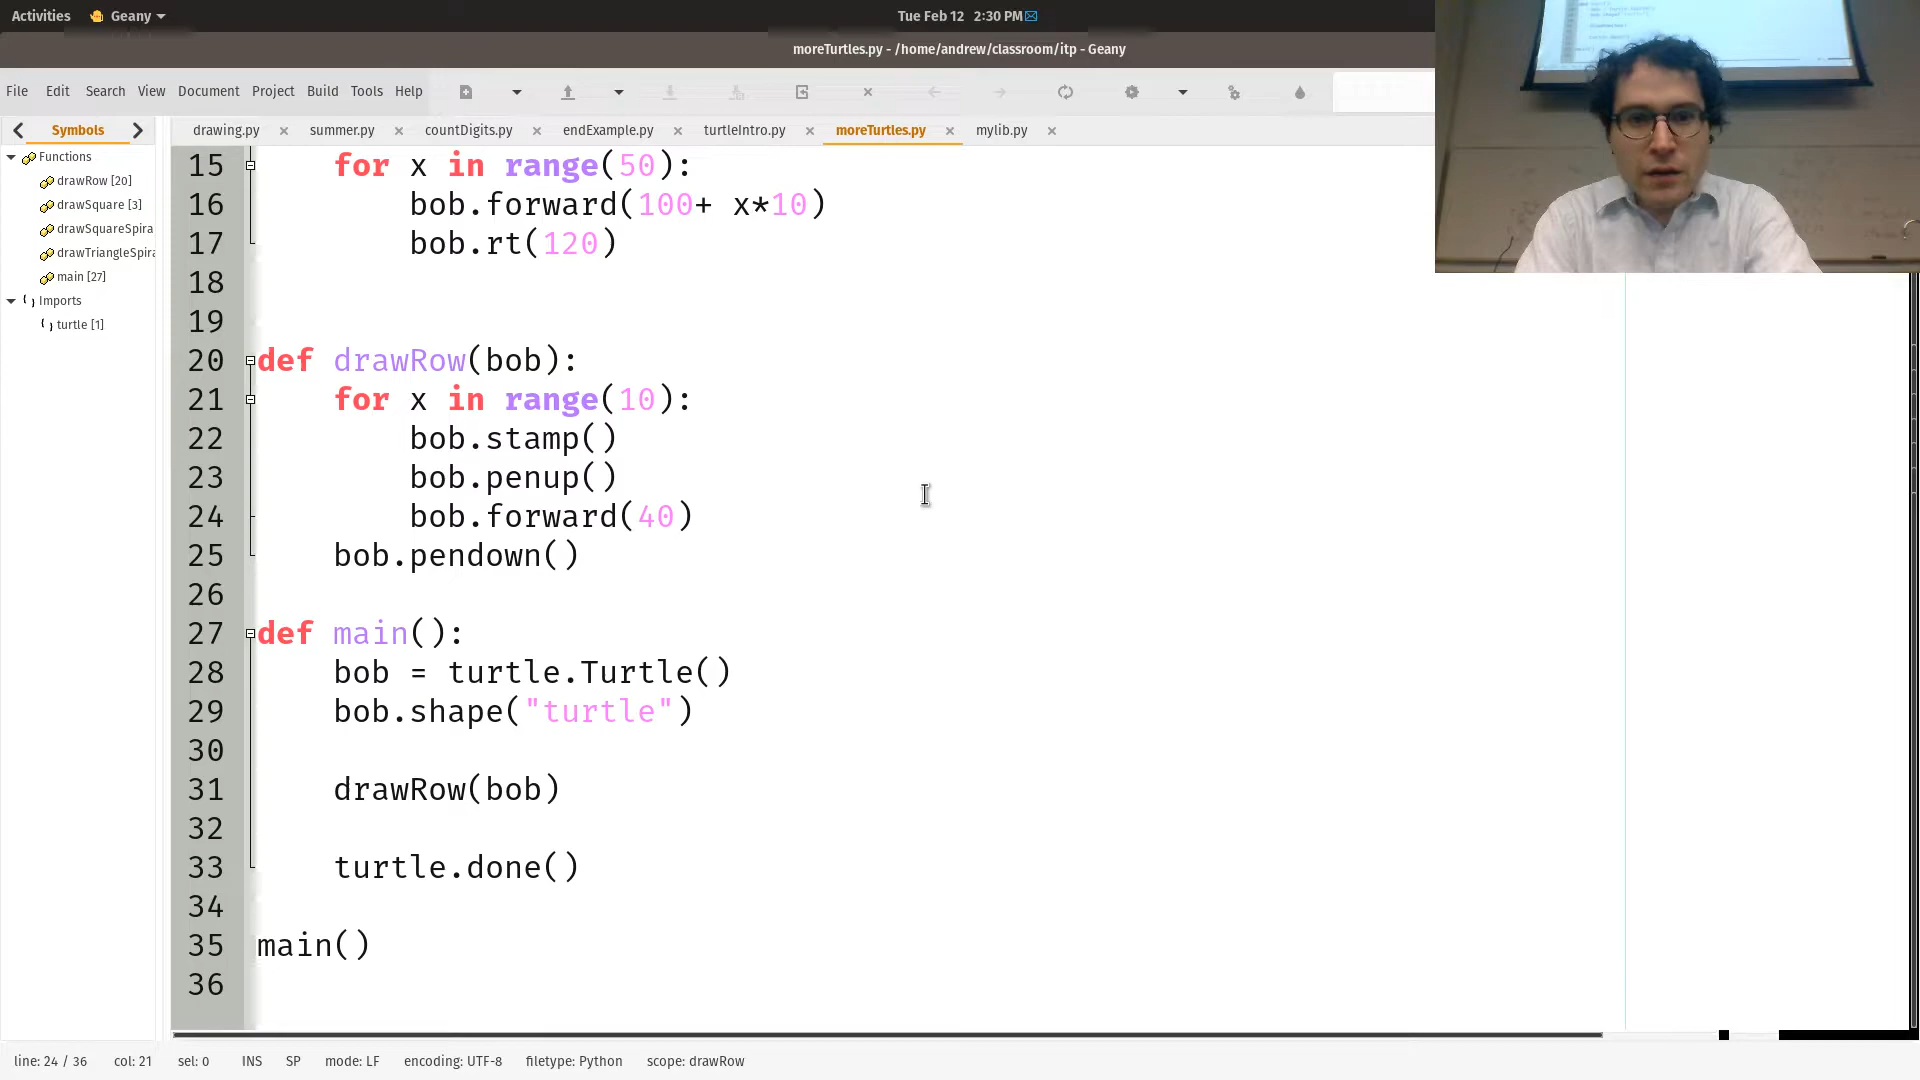 Activities
Geany
Tue Feb 12 2:30 PM
moreTurtles.py - /home/andrew/classroom/itp - Geany
File Edit Search View Document Project Build Tools Help
Symbols
drawing.py summer.py countDigits.py endExample.py turtleIntro.py moreTurtles.py mylib.py
Functions
drawRow [20]
drawSquare [3]
drawSquareSpira
drawTriangleSpira
main [27]
Imports
turtle [1]
15     for x in range(50):
16         bob.forward(100+ x*10)
17         bob.rt(120)
18
19
20 def drawRow(bob):
21     for x in range(10):
22         bob.stamp()
23         bob.penup()
24         bob.forward(40)
25     bob.pendown()
26
27 def main():
28     bob = turtle.Turtle()
29     bob.shape("turtle")
30
31     drawRow(bob)
32
33     turtle.done()
34
35 main()
36
line: 24 / 36 col: 21 sel: 0 INS SP mode: LF encoding: UTF-8 filetype: Python scope: drawRow